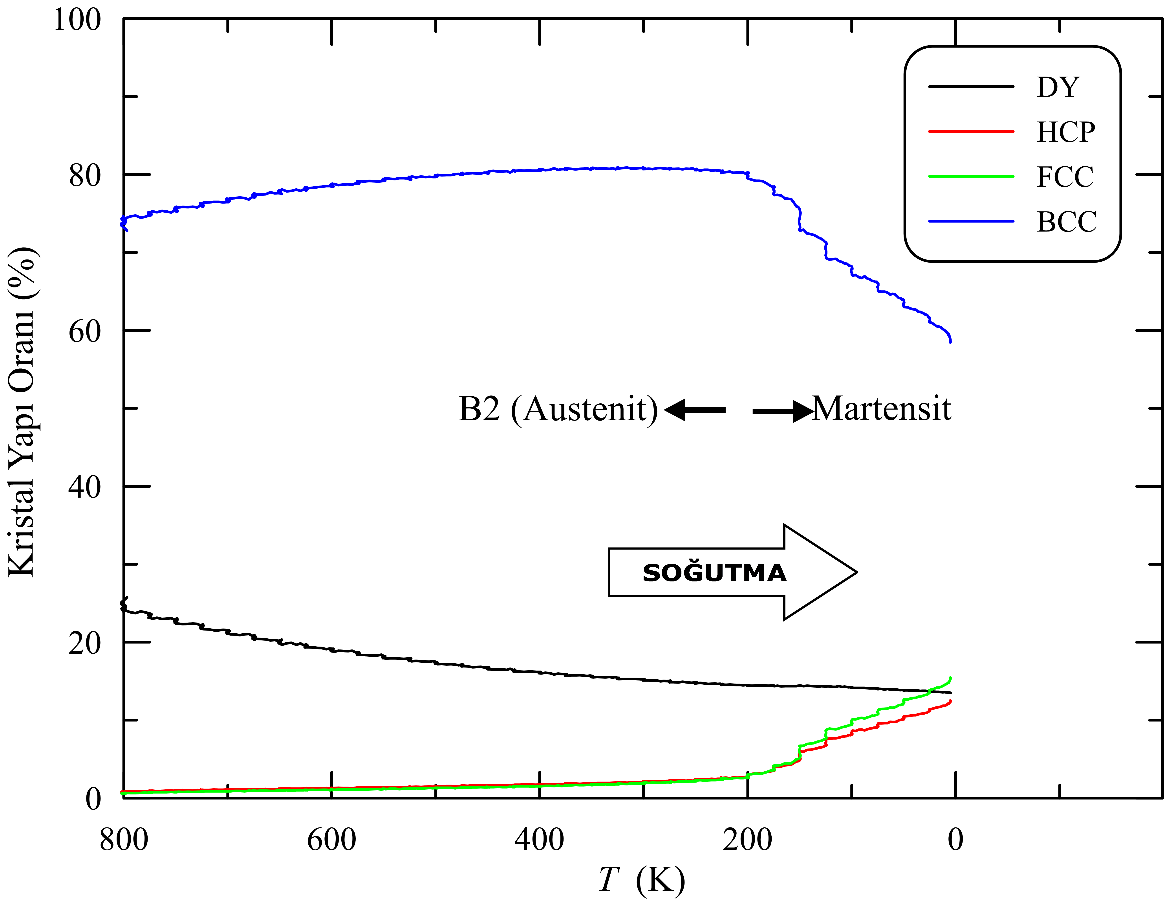 100
80
60
40
20
0
Kristal Yapı Oranı (%)
DY
HCP
FCC
BCC
B2 (Austenit)
Martensit
SOĞUTMA
800
600
400
200
0
T (K)